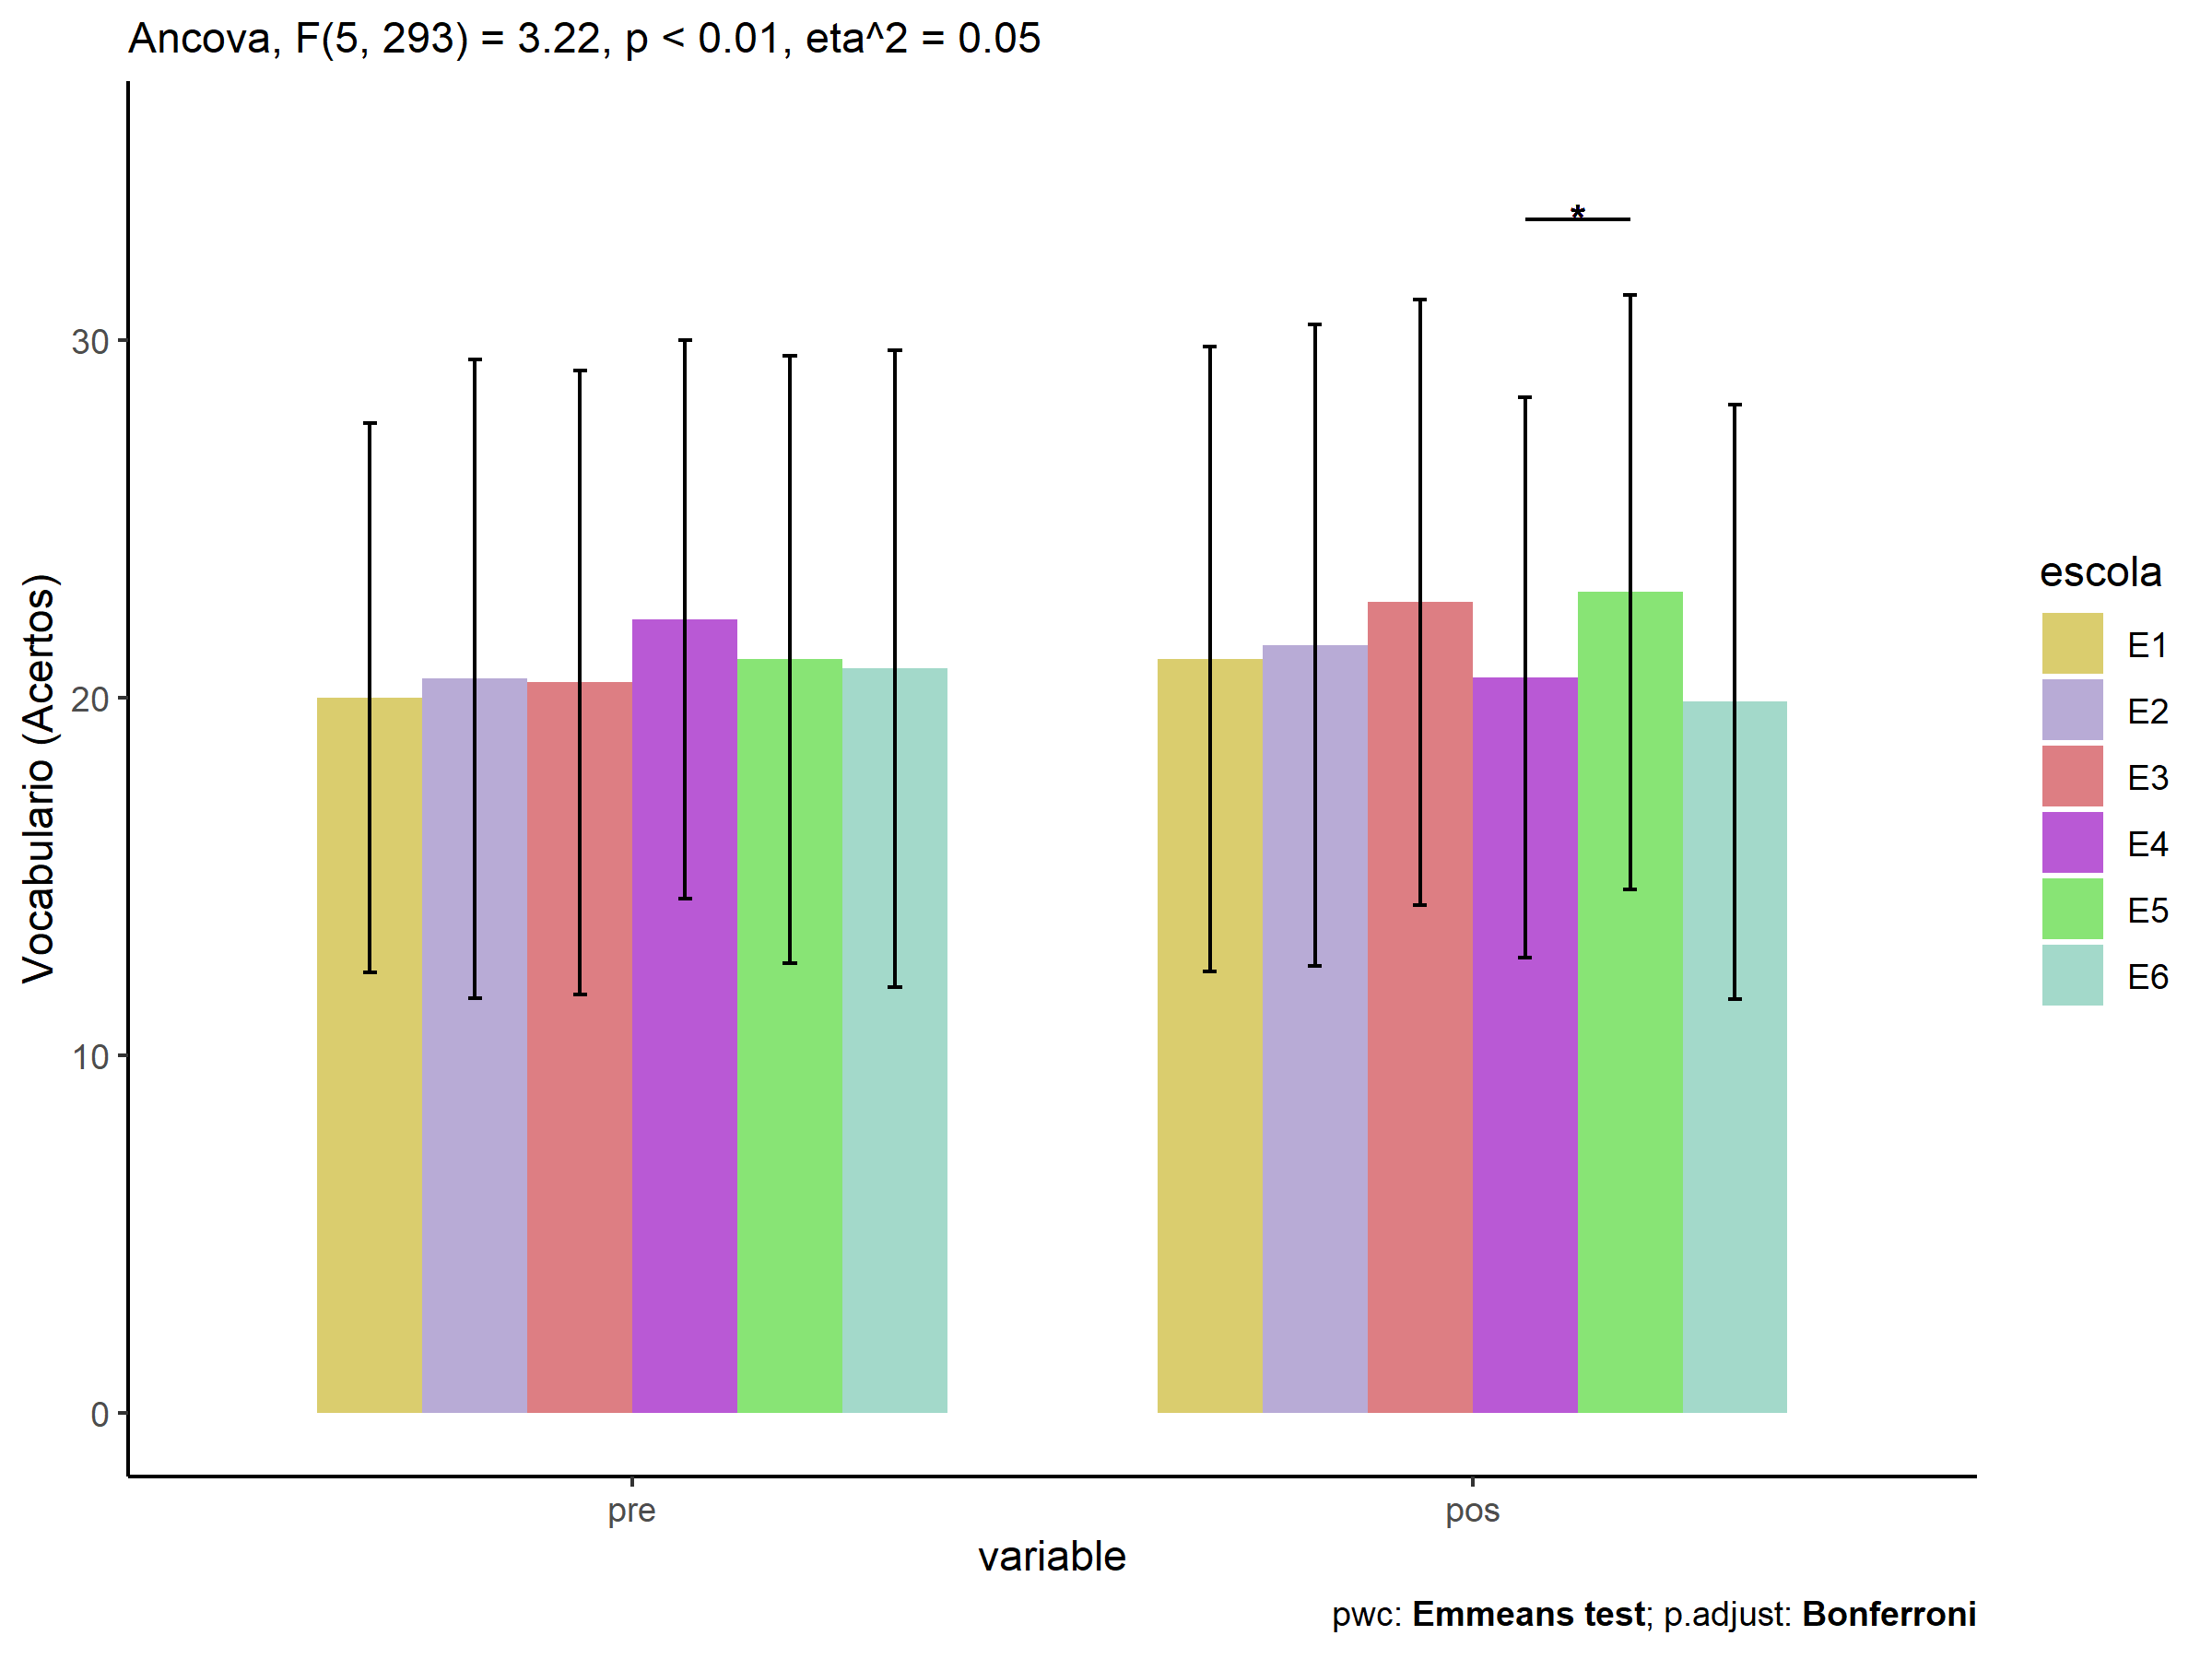 Ancova, F(5, 293) = 3.22, p < 0.01, eta^2 = 0.05
Vocabulario (Acertos)
30
20
10
0
*
pre
pos
variable
escola
E1
E2
E3
E4
E5
E6
pwc: Emmeans test; p.adjust: Bonferroni